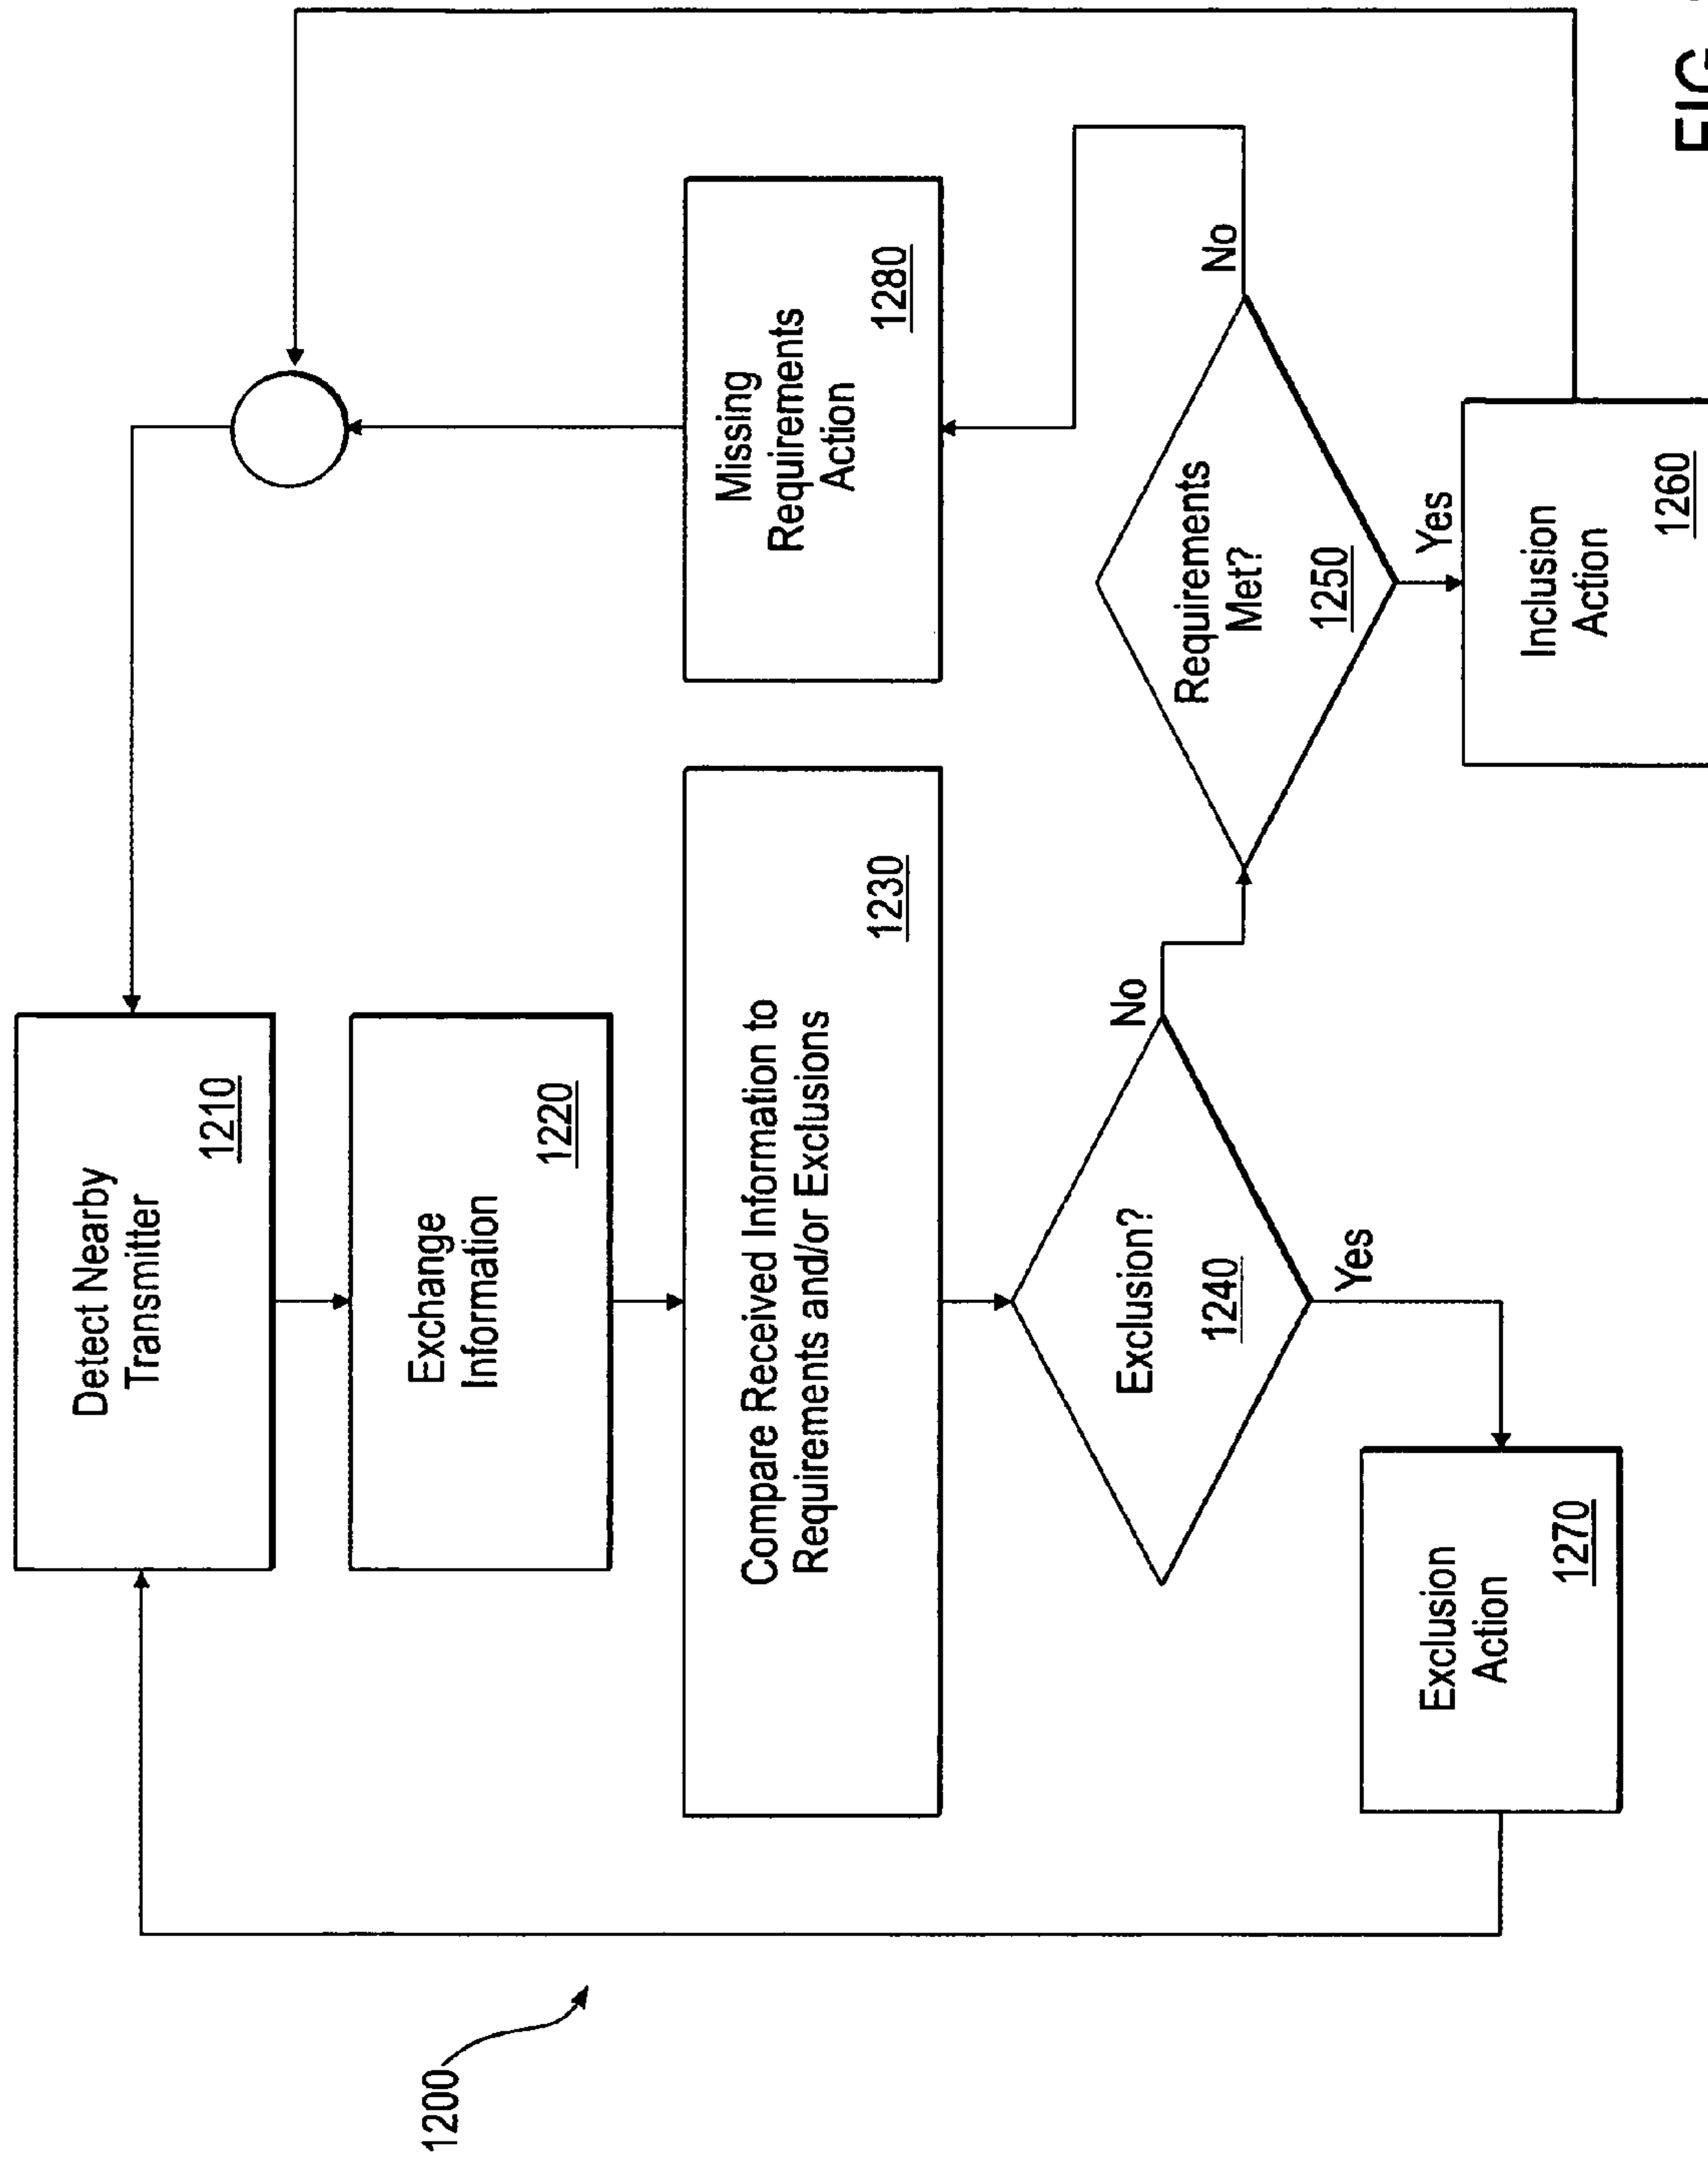 1200
Detect Nearby
Transmitter
1210
Exchange
Information
1220
Compare Received Information to
Requirements and/or Exclusions
1230
Missing
Requirements
Action
1280
Exclusion?
1240
No
Yes
Requirements
Met?
1250
No
Yes
Exclusion
Action
1270
Inclusion
Action
1260